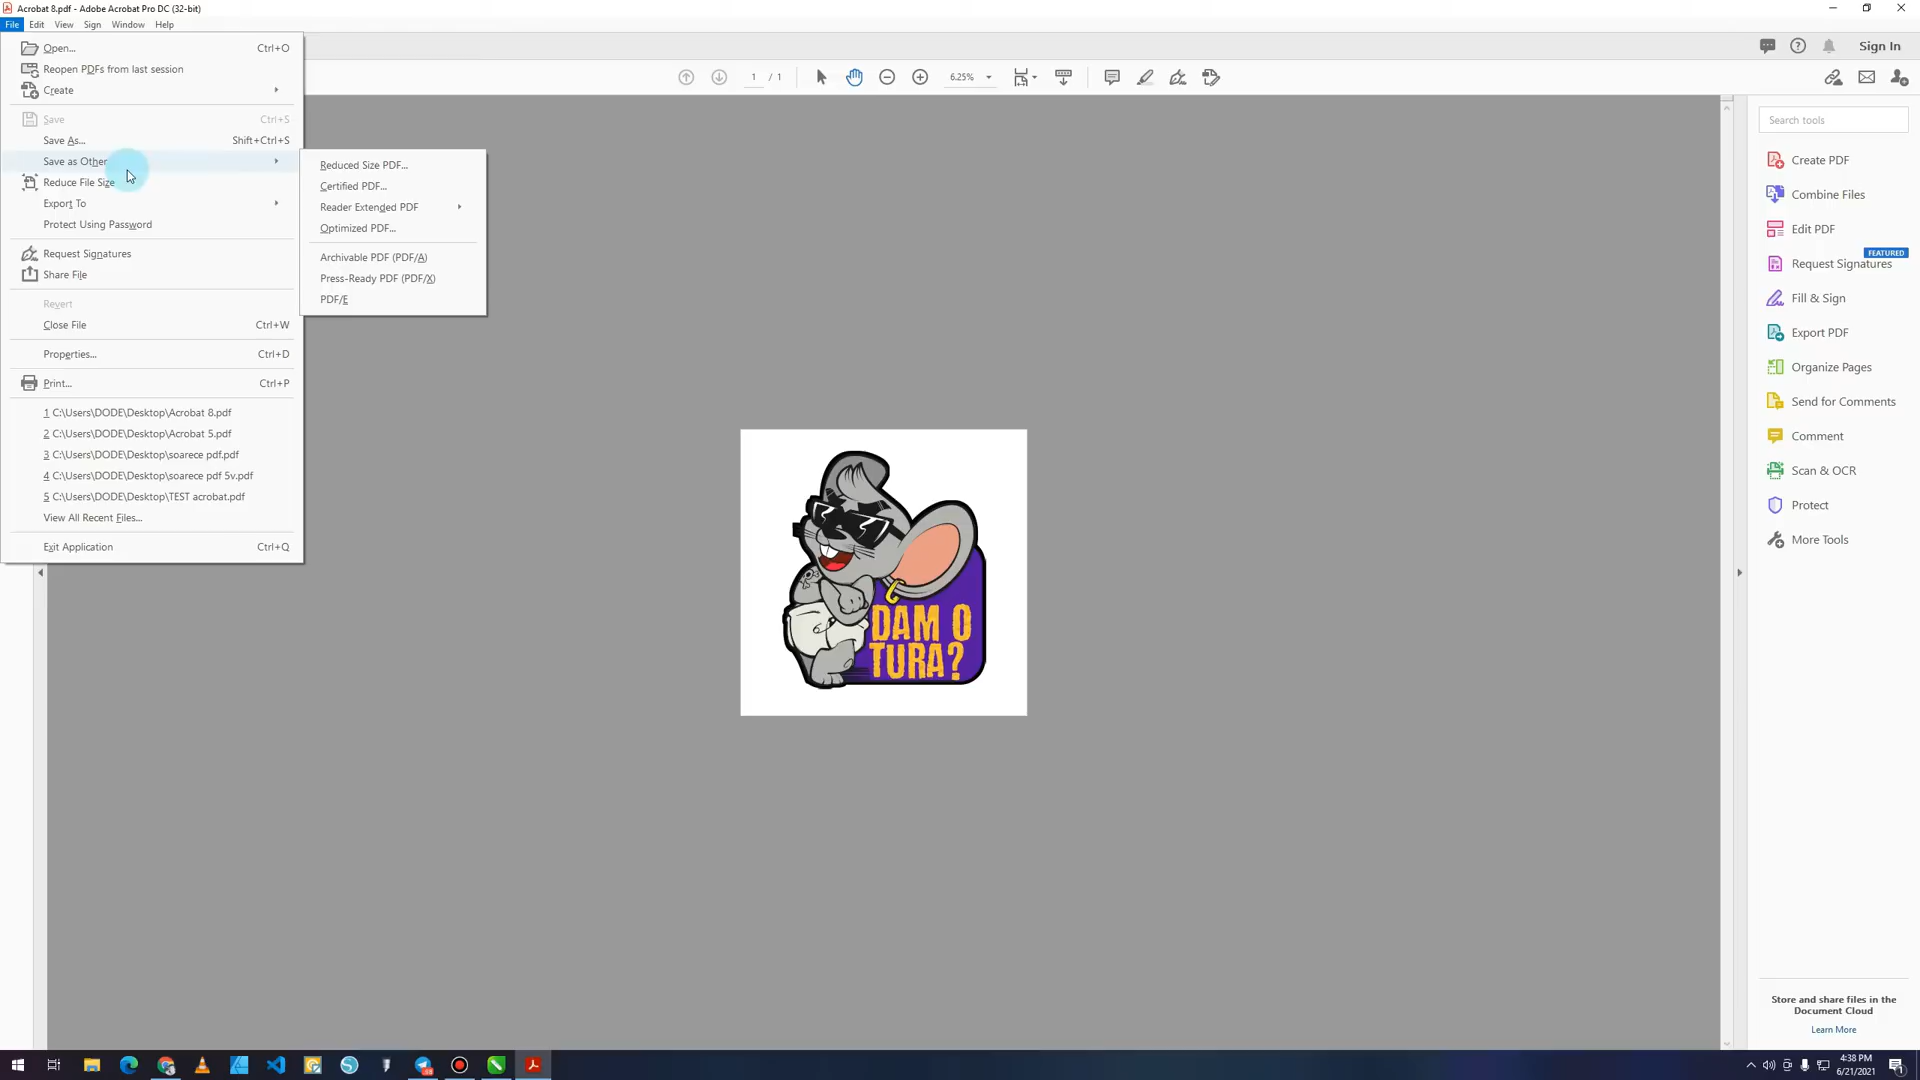 Acrobat 8.pdf - Adobe Acrobat Pro DC (32-bit)
File Edit View Sign Window Help
Open... Ctrl+O
Reopen PDFs from last session
Create
Save Ctrl+S
Save As... Shift+Ctrl+S
Save as Other
Reduce File Size
Export To
Protect Using Password
Request Signatures
Share File
Revert
Close File Ctrl+W
Properties... Ctrl+D
Print... Ctrl+P
1 C:\Users\DODE\Desktop\Acrobat 8.pdf
2 C:\Users\DODE\Desktop\Acrobat 5.pdf
3 C:\Users\DODE\Desktop\soarece pdf.pdf
4 C:\Users\DODE\Desktop\soarece pdf 5v.pdf
5 C:\Users\DODE\Desktop\TEST acrobat.pdf
View All Recent Files...
Exit Application Ctrl+Q
Reduced Size PDF...
Certified PDF...
Reader Extended PDF
Optimized PDF...
Archivable PDF (PDF/A)
Press-Ready PDF (PDF/X)
PDF/E
1 / 1
6.25%
Sign In
DAM O
TURA?
Search tools
Create PDF
Combine Files
Edit PDF
FEATURED
Request Signatures
Fill & Sign
Export PDF
Organize Pages
Send for Comments
Comment
Scan & OCR
Protect
More Tools
Store and share files in the
Document Cloud
Learn More
4:38 PM
6/21/2021